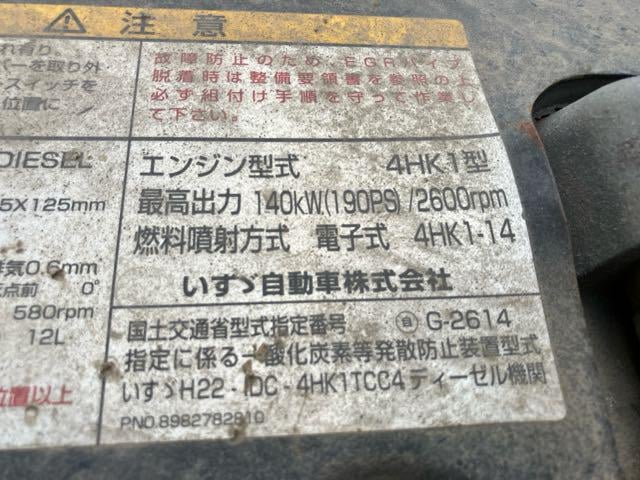 注意
れ有り。
バーを取り外
スイッチを
位置に
故障防止のため、EGRパイプ
脱着時は整備要領書を参照の上
必ず組付け手順を守って作業し
て下さい。
DIESEL
5X125mm
排気0.6mm
点前 0°
580rpm
12L
位置以上
エンジン型式 4HK1型
最高出力 140kW(190PS)/2600rpm
燃料噴射方式 電子式 4HK1-14
いすゞ自動車株式会社
国土交通省型式指定番号 自 G-2614
指定に係る一酸化炭素等発散防止装置型式
いすゞH22-IDC-4HK1TCC4ディーゼル機関
PNO.8982782810